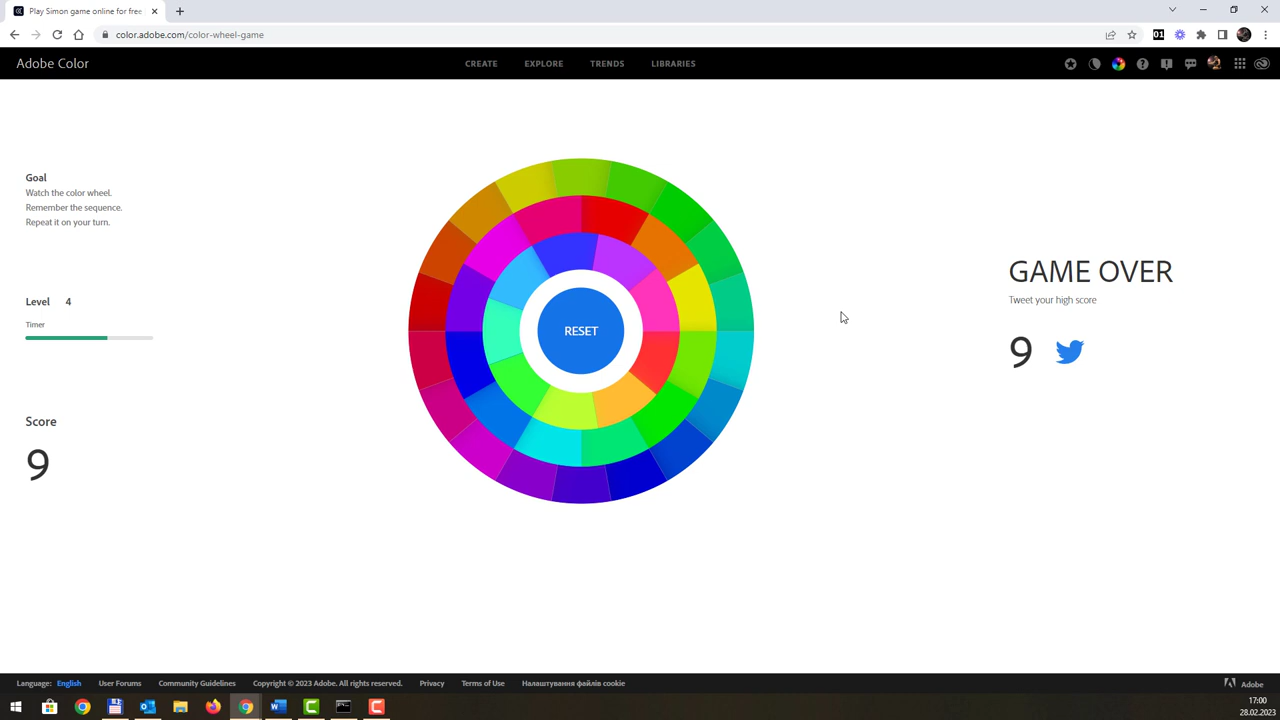 Play Simon game online for free
color.adobe.com/color-wheel-game
01
Adobe Color
CREATE
EXPLORE
TRENDS
LIBRARIES
Goal
Watch the color wheel.
Remember the sequence.
Repeat it on your turn.
Level 4
Timer
Score
9
RESET
GAME OVER
Tweet your high score
9
Language: English
User Forums
Community Guidelines
Copyright © 2023 Adobe. All rights reserved.
Privacy
Terms of Use
Налаштування файлів cookie
Adobe
17:00
28.02.2023